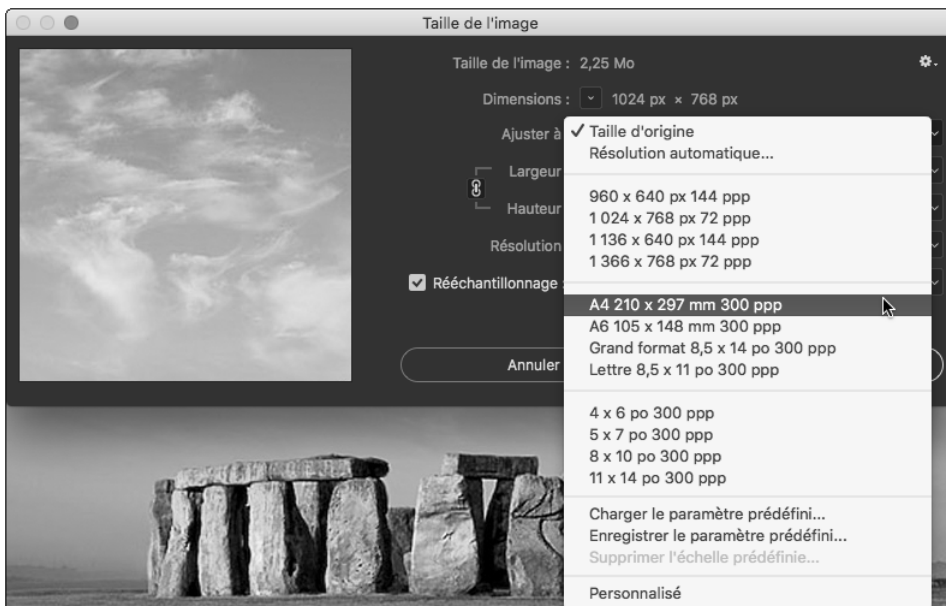 Taille de l'image
Taille de l'image : 2,25 Mo
Dimensions : 1024 px × 768 px
Ajuster à
Largeur
Hauteur
Résolution
Rééchantillonnage :
Annuler
Taille d'origine
Résolution automatique...
960 x 640 px 144 ppp
1 024 x 768 px 72 ppp
1 136 x 640 px 144 ppp
1 366 x 768 px 72 ppp
A4 210 x 297 mm 300 ppp
A6 105 x 148 mm 300 ppp
Grand format 8,5 x 14 po 300 ppp
Lettre 8,5 x 11 po 300 ppp
4 x 6 po 300 ppp
5 x 7 po 300 ppp
8 x 10 po 300 ppp
11 x 14 po 300 ppp
Charger le paramètre prédéfini...
Enregistrer le paramètre prédéfini...
Supprimer l'échelle prédéfinie...
Personnalisé